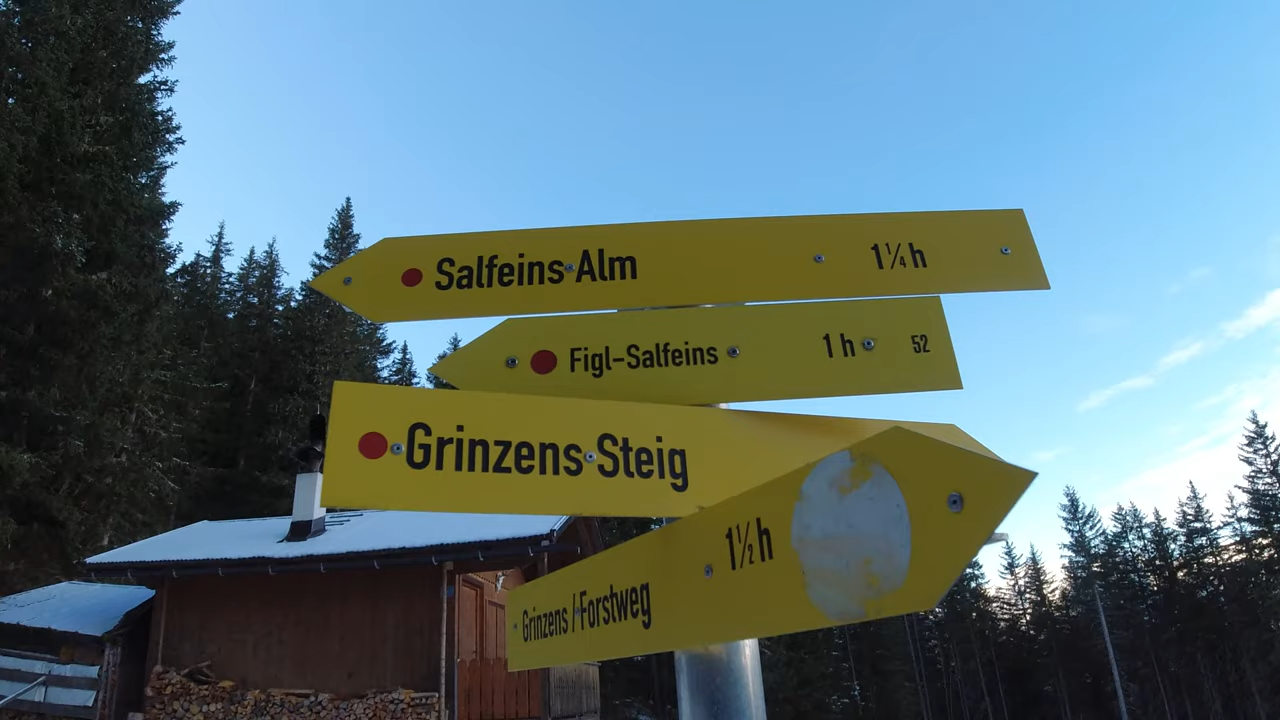 Salfeins Alm 1¼ h
Figl-Salfeins 1 h 52
Grinzens Steig
1½ h
Grinzens / Forstweg